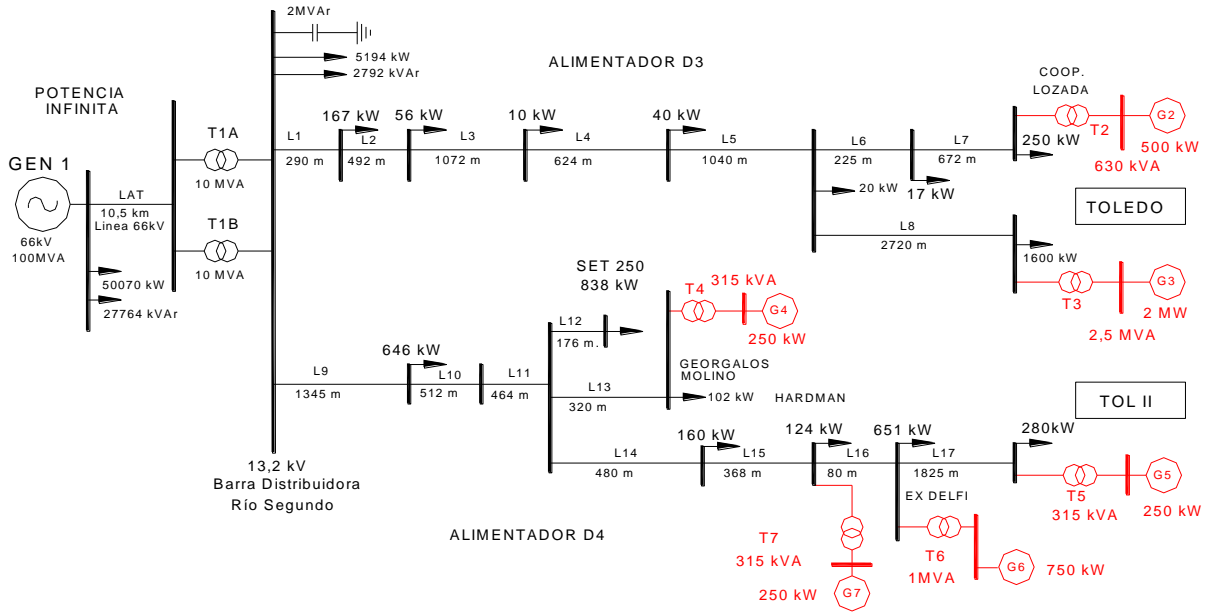 2MVAr
5194 kW
2792 kVAr
ALIMENTADOR D3
POTENCIA
INFINITA
GEN 1
66kV
100MVA
LAT
10,5 km
Linea 66kV
50070 kW
27764 kVAr
T1A
10 MVA
T1B
10 MVA
L1
290 m
167 kW
L2
492 m
56 kW
L3
1072 m
10 kW
L4
624 m
40 kW
L5
1040 m
L6
225 m
20 kW
17 kW
L7
672 m
COOP.
LOZADA
250 kW
T2
630 kVA
G2
500 kW
TOLEDO
L8
2720 m
1600 kW
T3
2,5 MVA
G3
2 MW
13,2 kV
Barra Distribuidora
Río Segundo
L9
1345 m
646 kW
L10
512 m
L11
464 m
SET 250
838 kW
L12
176 m.
L13
320 m
T4
315 kVA
G4
250 kW
GEORGALOS
MOLINO
102 kW
HARDMAN
TOL II
L14
480 m
160 kW
L15
368 m
124 kW
L16
80 m
651 kW
L17
1825 m
280kW
EX DELFI
T5
315 kVA
G5
250 kW
T6
1MVA
G6
750 kW
T7
315 kVA
G7
250 kW
ALIMENTADOR D4